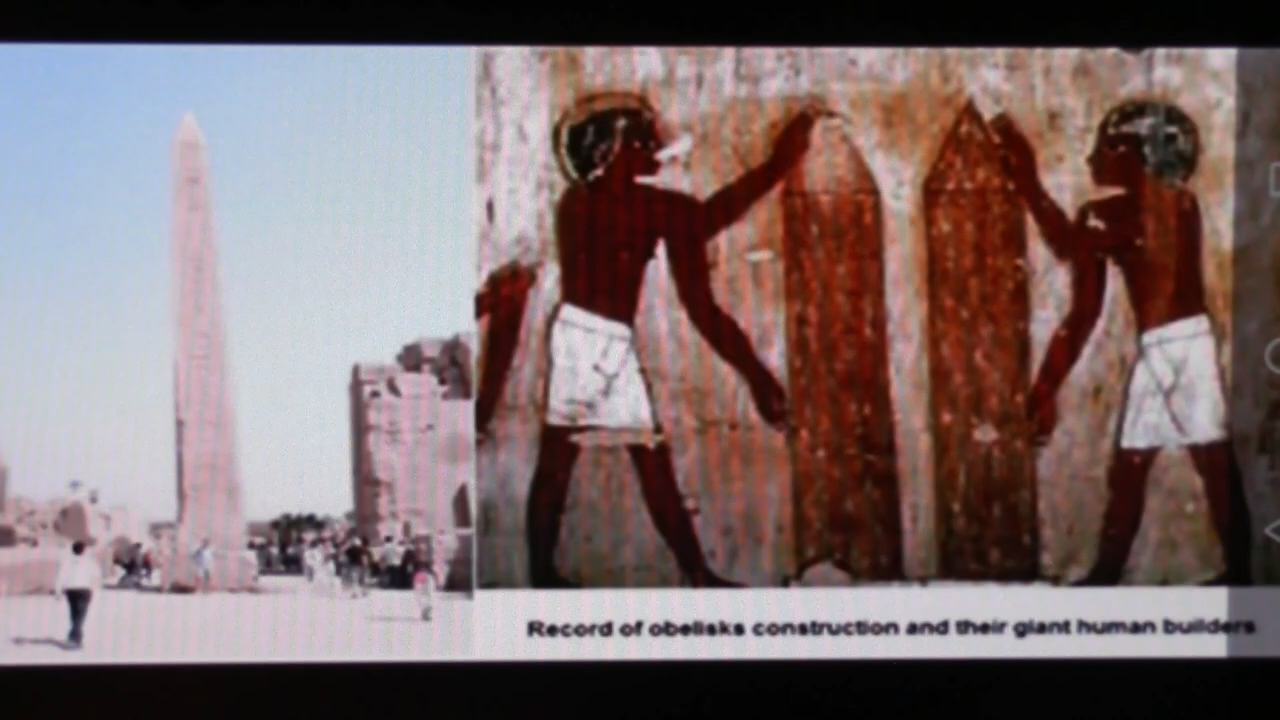 Record of obelisks construction and their giant human builders